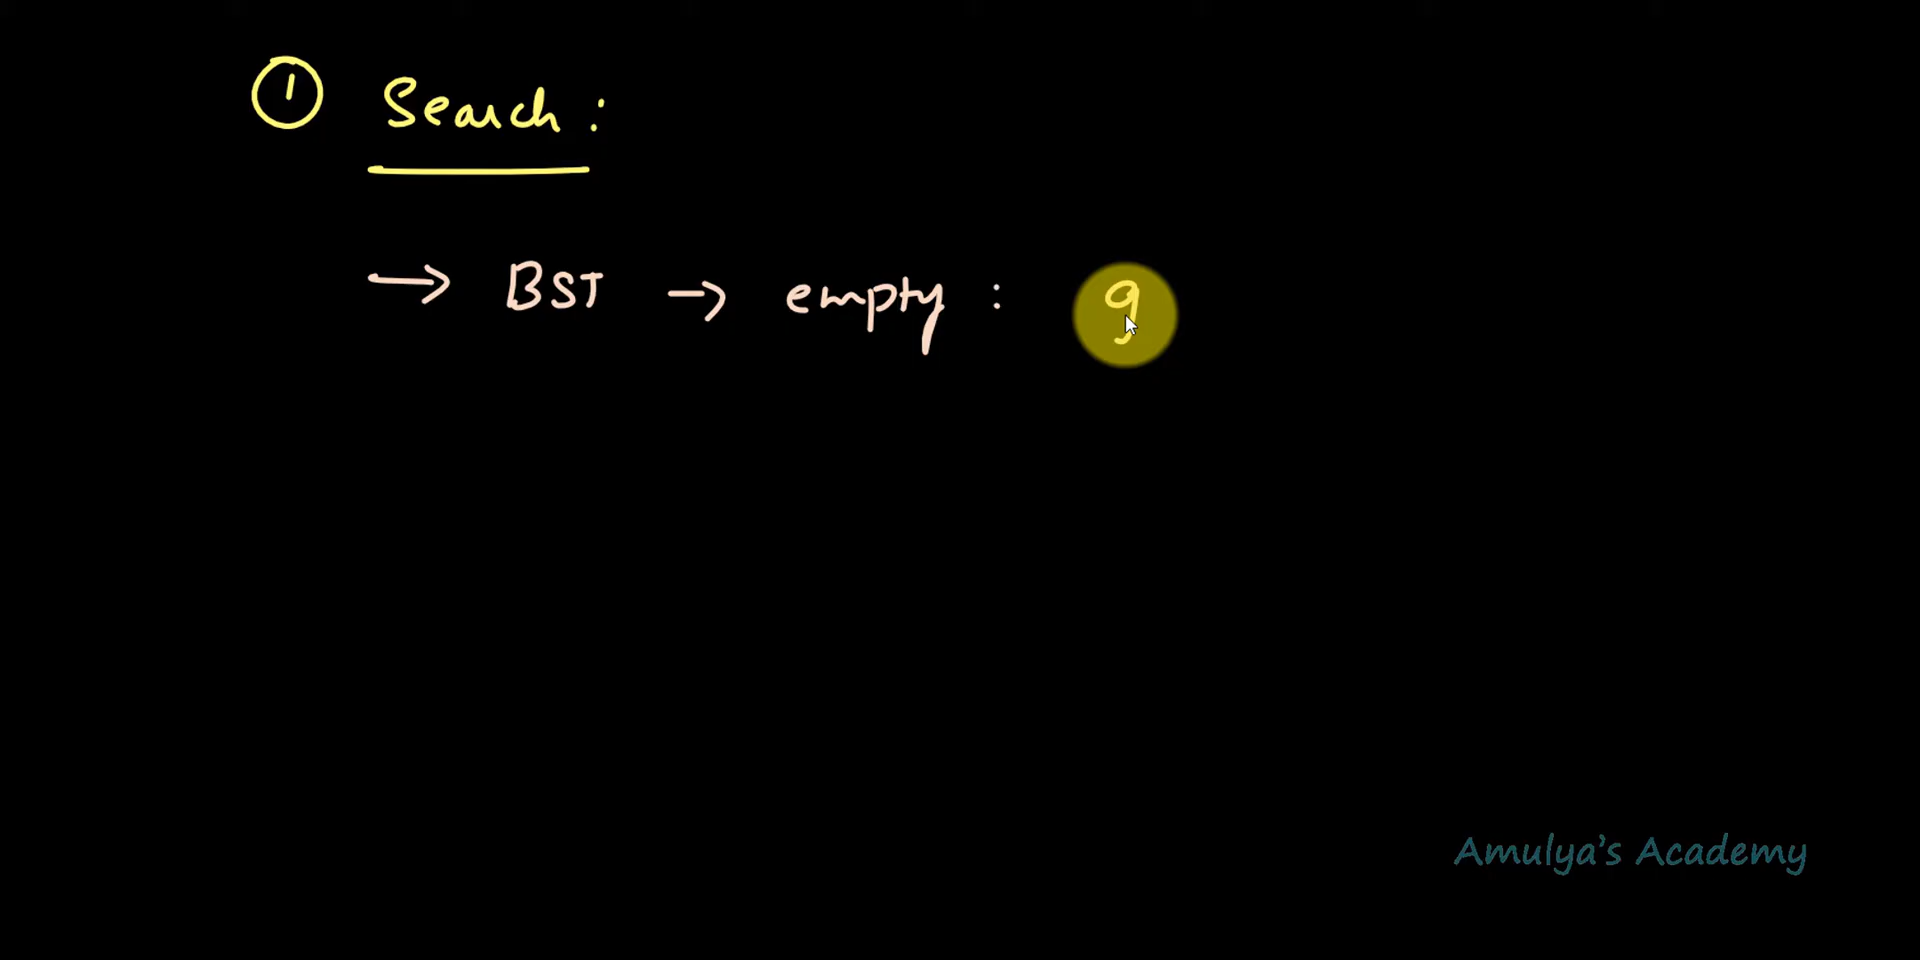 ① Search :
→ BST → empty : 9
Amulya's Academy